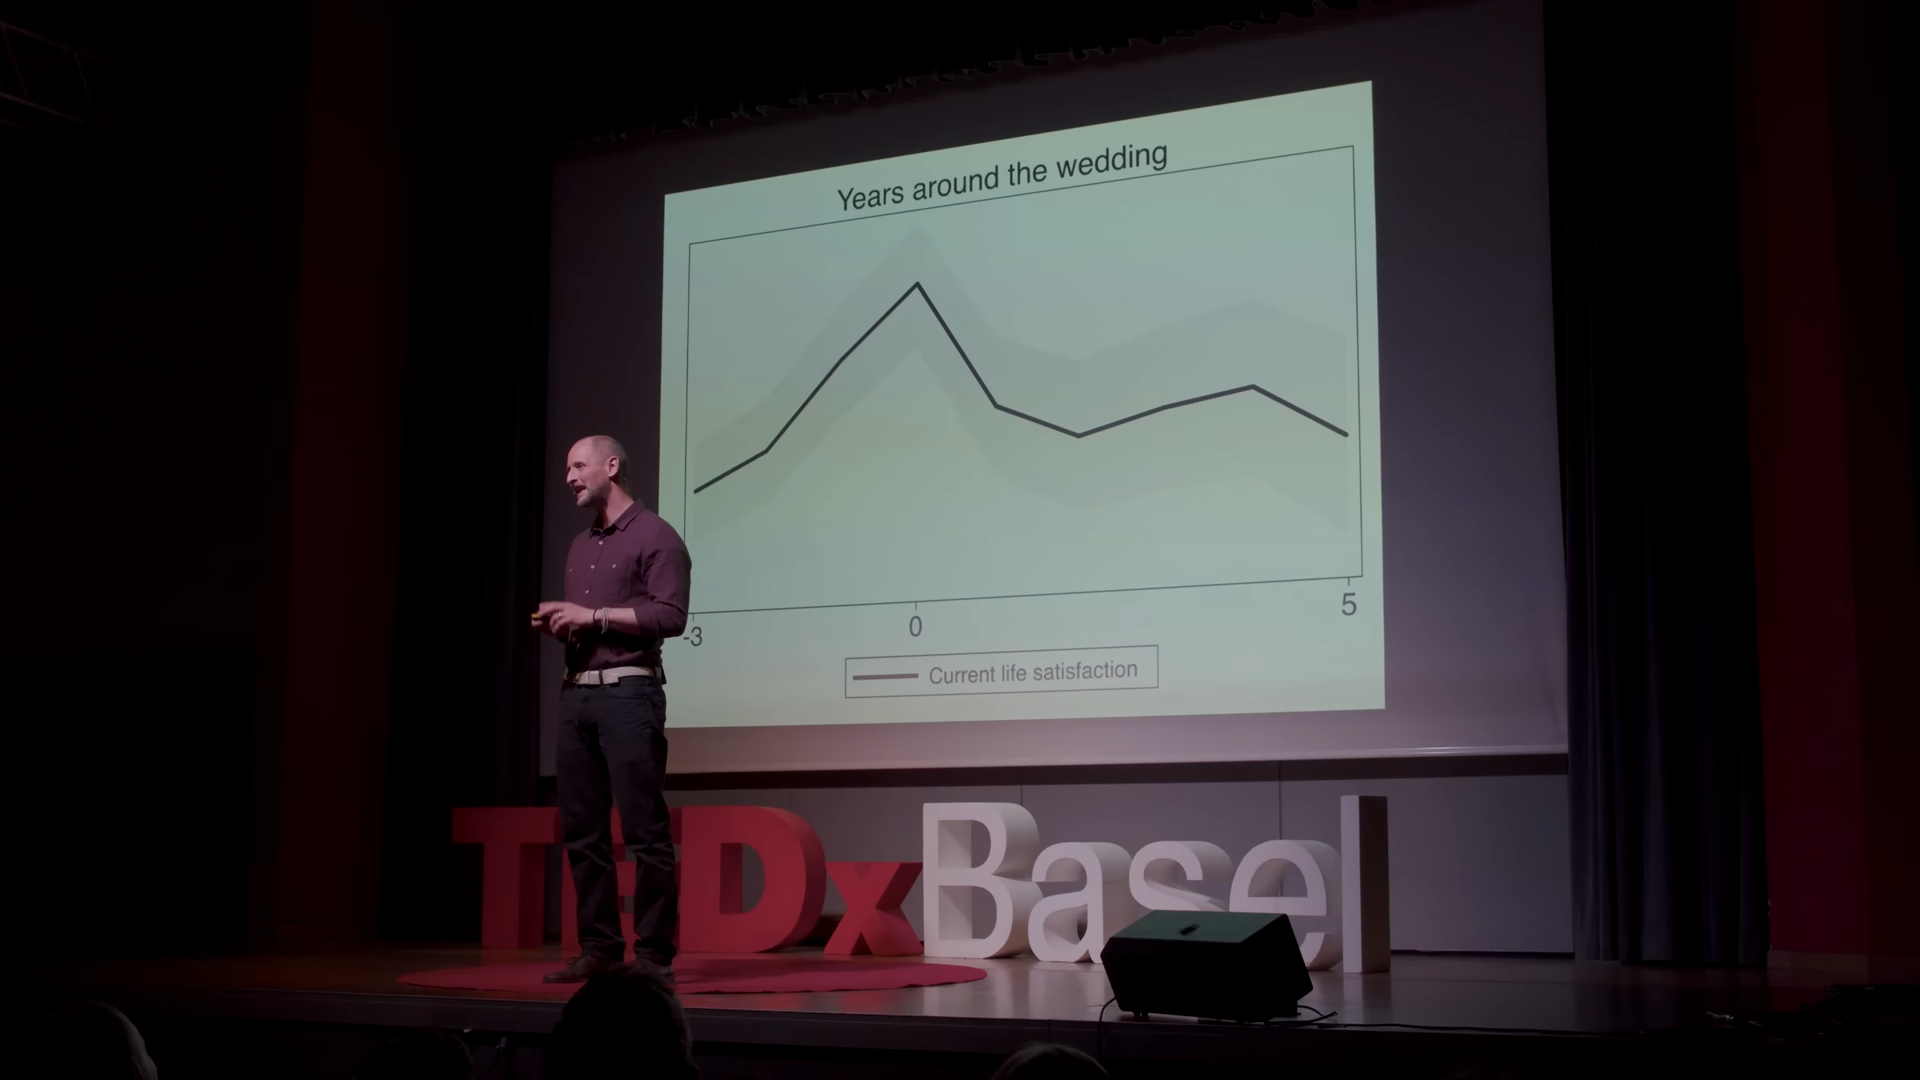 Years around the wedding
-3 0 5
Current life satisfaction
TEDxBasel